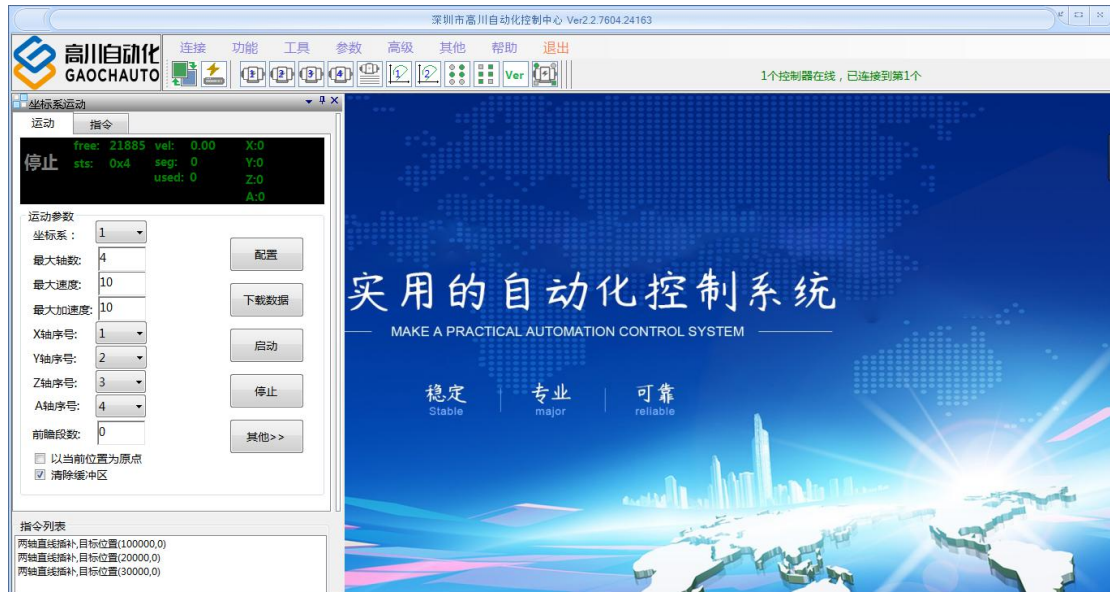 深圳市高川自动化控制中心 Ver2.2.7604.24163
高川自动化
GAOCHAUTO
连接 功能 工具 参数 高级 其他 帮助 退出
1 2 3 4 1 2 Ver
1个控制器在线，已连接到第1个
坐标系运动
运动 指令
停止
free: 21885 vel: 0.00 X:0
sts: 0x4 seg: 0 Y:0
used: 0 Z:0
A:0
运动参数
坐标系： 1
最大轴数: 4
配置
最大速度: 10
最大加速度: 10
下载数据
X轴序号: 1
Y轴序号: 2
启动
Z轴序号: 3
A轴序号: 4
停止
前瞻段数: 0
其他>>
以当前位置为原点
清除缓冲区
指令列表
两轴直线插补,目标位置(100000,0)
两轴直线插补,目标位置(20000,0)
两轴直线插补,目标位置(30000,0)
实用的自动化控制系统
MAKE A PRACTICAL AUTOMATION CONTROL SYSTEM
稳定 专业 可靠
Stable major reliable